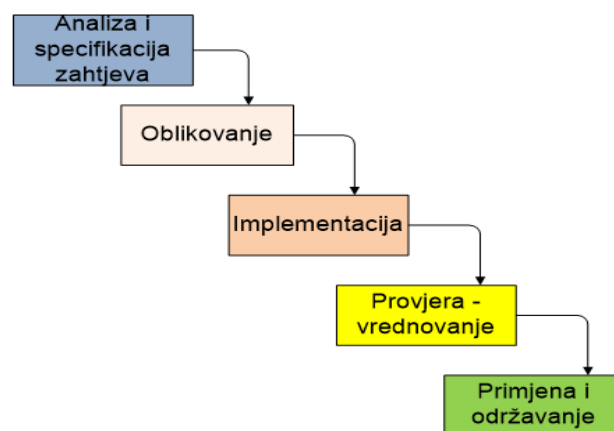 Analiza i
specifikacija
zahtjeva
Oblikovanje
Implementacija
Provjera -
vrednovanje
Primjena i
održavanje